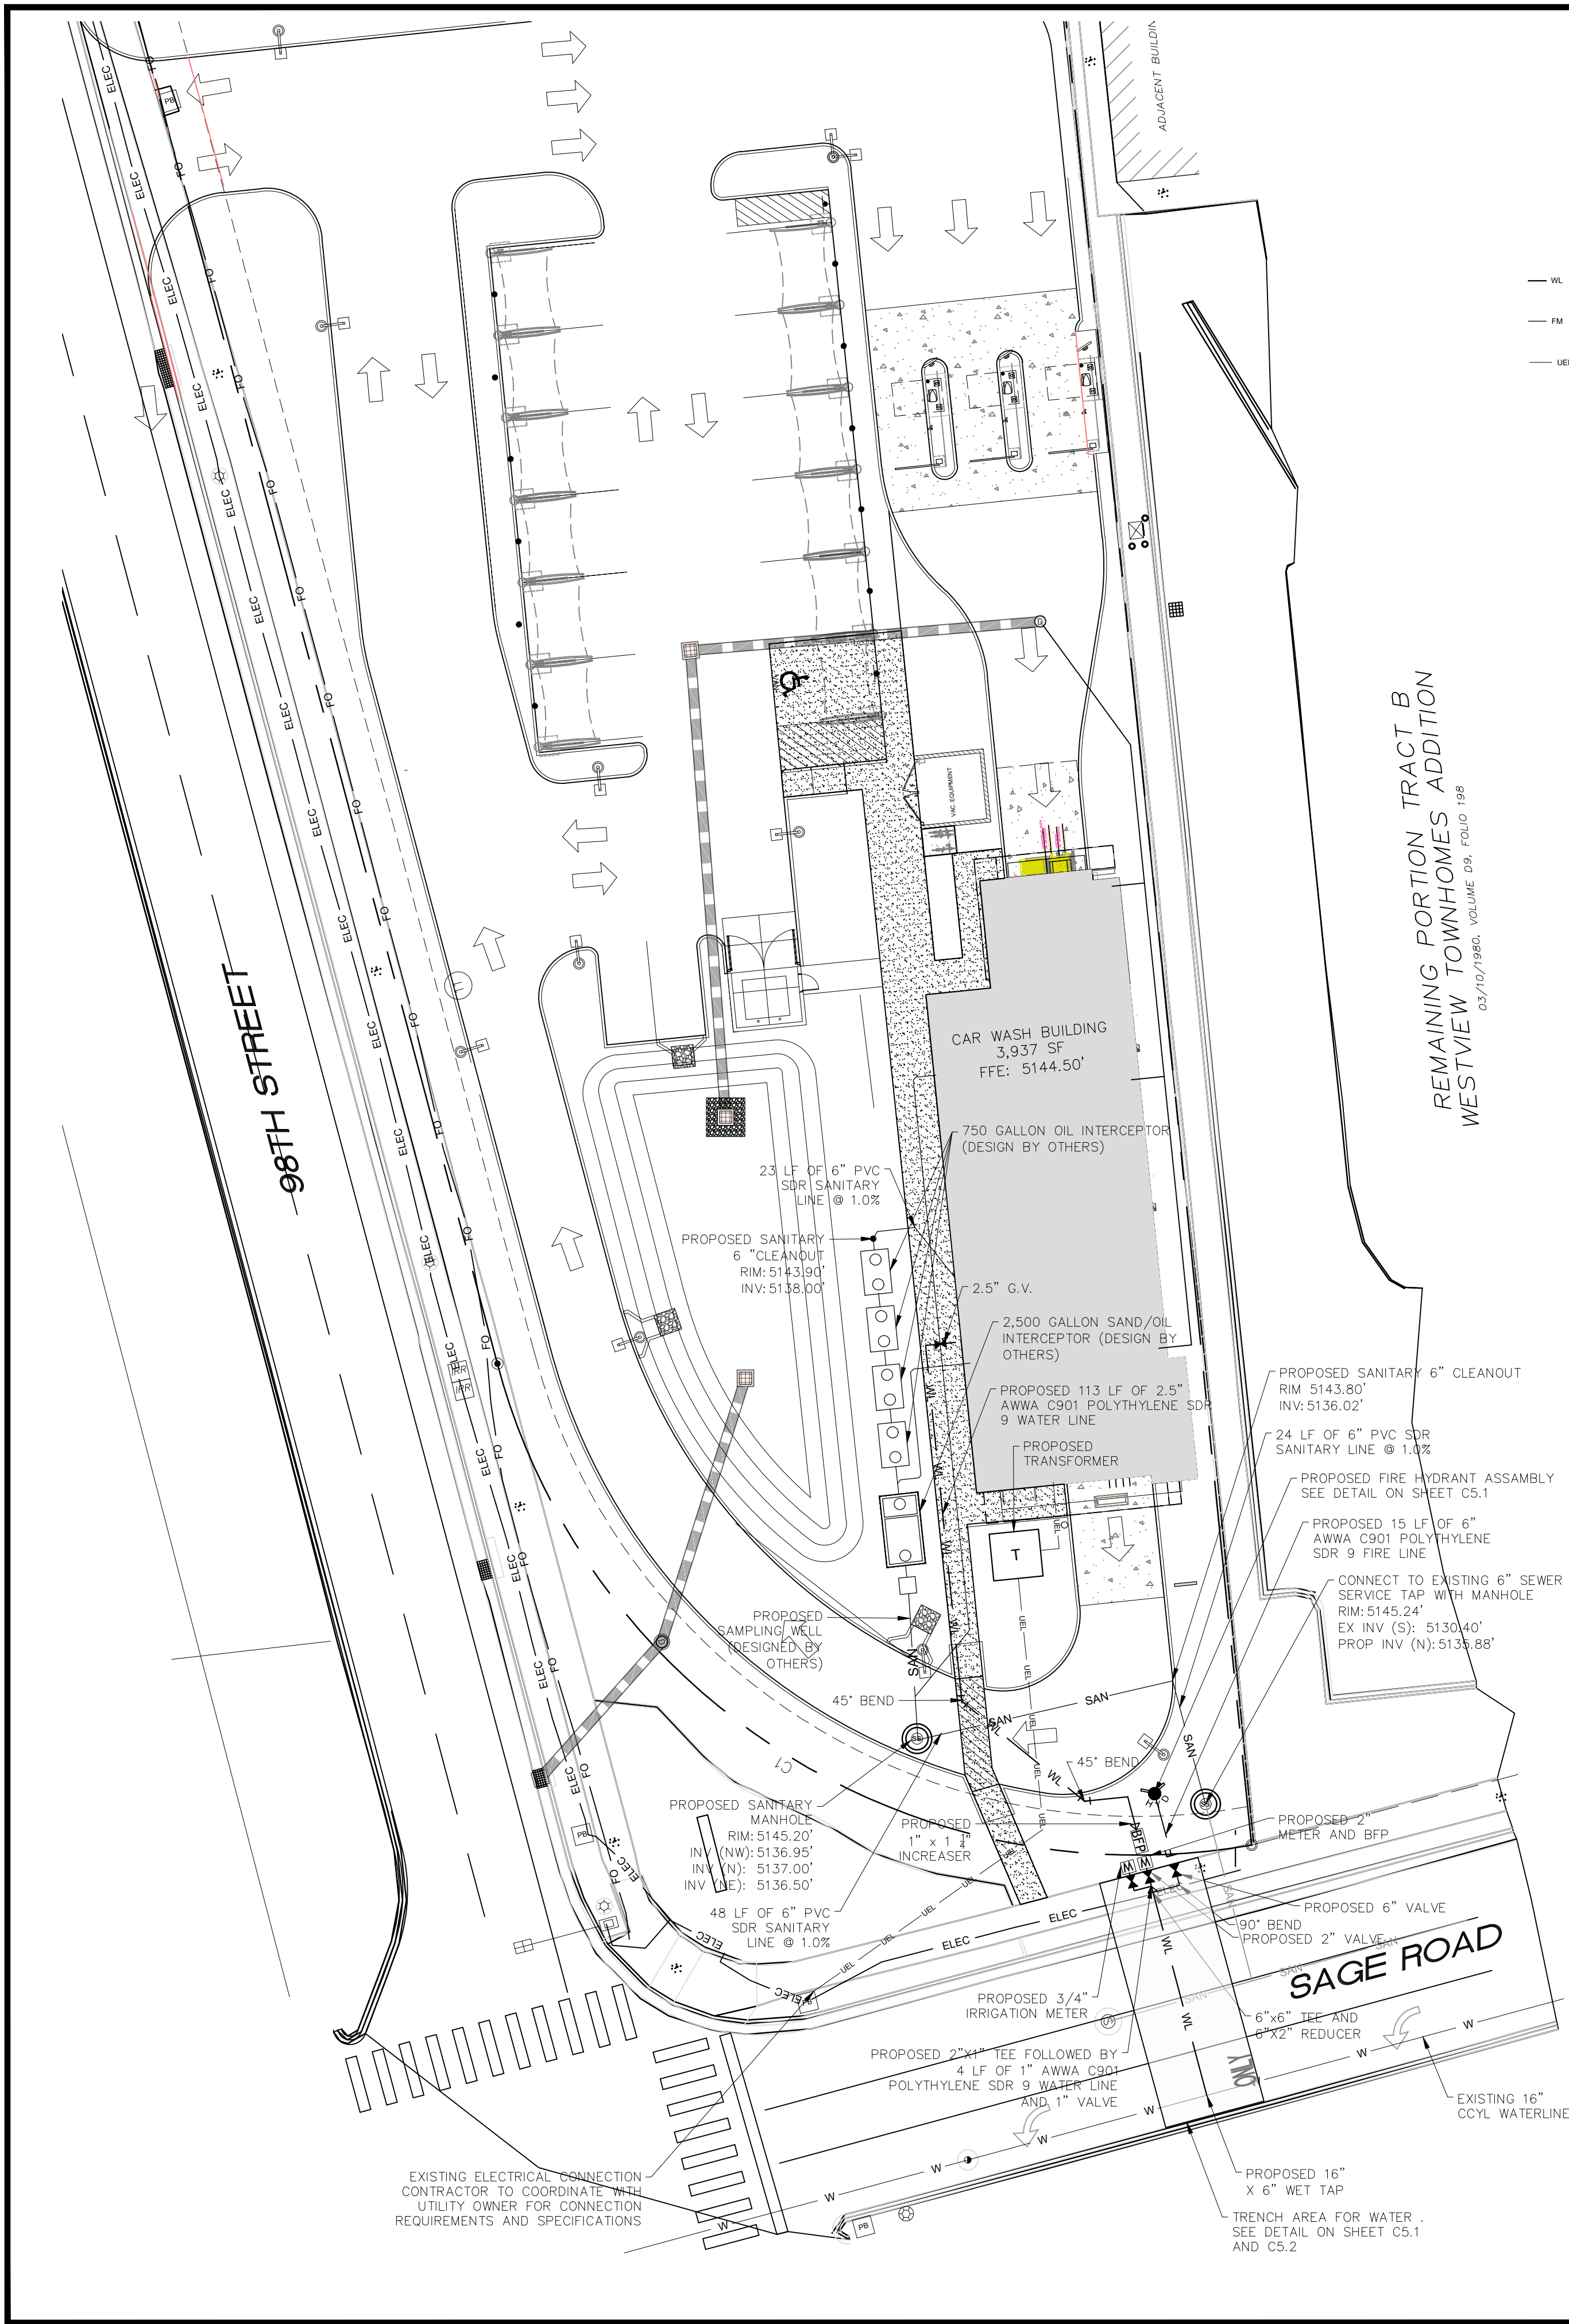 ADJACENT
WL
FM
98TH STREET
REMAINING PORTION TRACT B
WESTVIEW TOWNHOMES ADDITION
03/10/1980, VOLUME D9, FOLIO 198
VAN
VAC EQUIPMENT
CAR WASH BUILDING
3,937 SF
FFE: 5144.50'
750 GALLON OIL INTERCEPTOR
(DESIGN BY OTHERS)
23 LF OF 6" PVC
SDR SANITARY
LINE @ 1.0%
PROPOSED SANITARY
6 "CLEANOUT
RIM: 5143.90'
INV: 5138.00'
2.5" G.V.
2,500 GALLON SAND/OIL
INTERCEPTOR (DESIGN BY
OTHERS)
PROPOSED 113 LF OF 2.5"
AWWA C901 POLYTHYLENE SDR
9 WATER LINE
PROPOSED
TRANSFORMER
T
PROPOSED SANITARY 6" CLEANOUT
RIM 5143.80'
INV: 5136.02'
24 LF OF 6" PVC SDR
SANITARY LINE @ 1.0%
PROPOSED FIRE HYDRANT ASSAMBLY
SEE DETAIL ON SHEET C5.1
PROPOSED 15 LF OF 6"
AWWA C901 POLYTHYLENE
SDR 9 FIRE LINE
CONNECT TO EXISTING 6" SEWER
SERVICE TAP WITH MANHOLE
RIM: 5145.24'
EX INV (S): 5130.40'
PROP INV (N): 5135.88'
PROPOSED
SAMPLING WELL
(DESIGNED BY
OTHERS)
45° BEND
SAN
SAN
SAN
SAN
WL
WL
45° BEND
C1
PROPOSED SANITARY
MANHOLE
RIM: 5145.20'
INV (NW): 5136.95'
INV (N): 5137.00'
INV (NE): 5136.50'
48 LF OF 6" PVC
SDR SANITARY
LINE @ 1.0%
PROPOSED
1" x 1 1/4"
INCREASER
BFP
M
M
PROPOSED 2"
METER AND BFP
PROPOSED 6" VALVE
90° BEND
PROPOSED 2" VALVE
SAGE ROAD
PROPOSED 3/4"
IRRIGATION METER
6"x6" TEE AND
6"X2" REDUCER
PROPOSED 2"X1" TEE FOLLOWED BY
4 LF OF 1" AWWA C901
POLYTHYLENE SDR 9 WATER LINE
AND 1" VALVE
ONLY
EXISTING 16"
CCYL WATERLINE
PROPOSED 16"
X 6" WET TAP
TRENCH AREA FOR WATER .
SEE DETAIL ON SHEET C5.1
AND C5.2
EXISTING ELECTRICAL CONNECTION
CONTRACTOR TO COORDINATE WITH
UTILITY OWNER FOR CONNECTION
REQUIREMENTS AND SPECIFICATIONS
ELEC
FO
UEL
PB
W